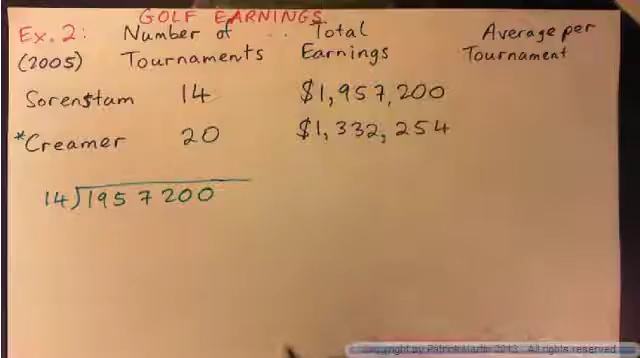 GOLF EARNINGS
Ex. 2: Number of .. Total Average per
(2005) Tournaments Earnings Tournament
Sorenstam 14 $1,957,200
*Creamer 20 $1,332,254
14)1957200
Copyright by Patrick Martin 2013. All rights reserved